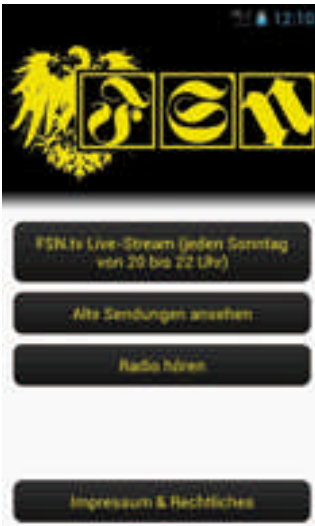 12:10
FSN
FSN.tv Live-Stream (jeden Sonntag
von 20 bis 22 Uhr)
Alte Sendungen ansehen
Radio hören
Impressum & Rechtliches